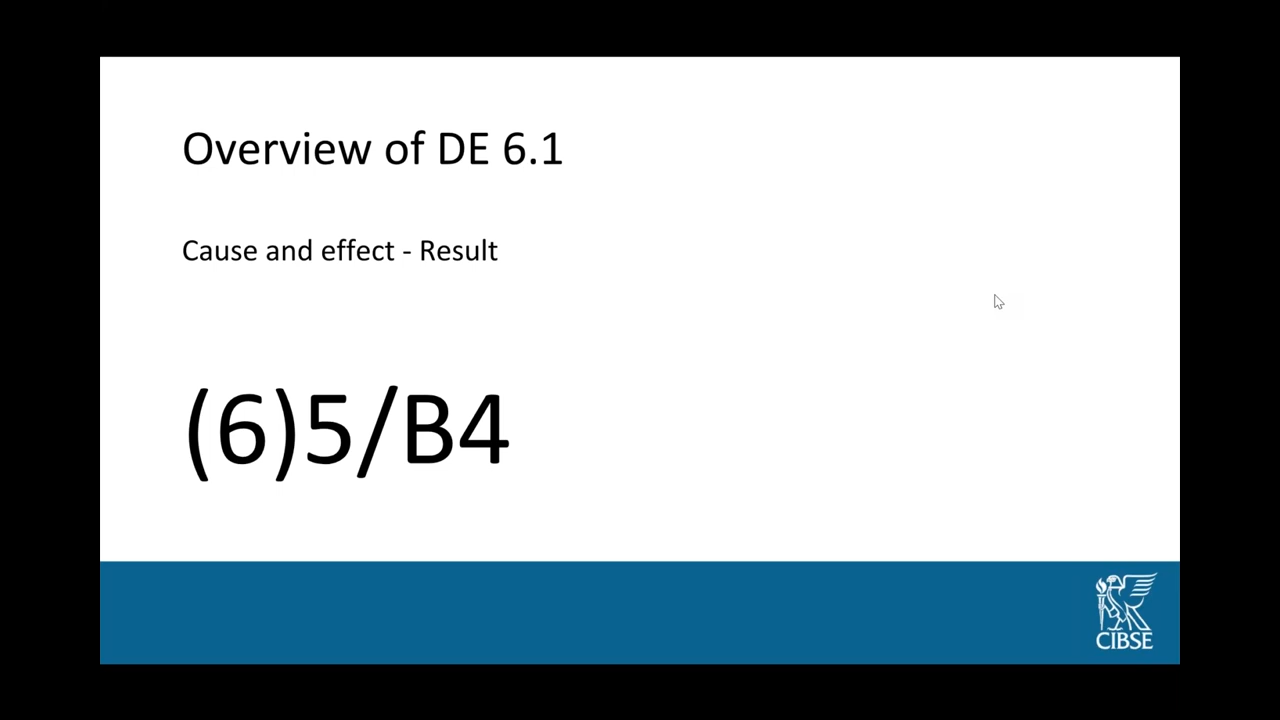 Overview of DE 6.1
Cause and effect - Result
(6)5/B4
CIBSE